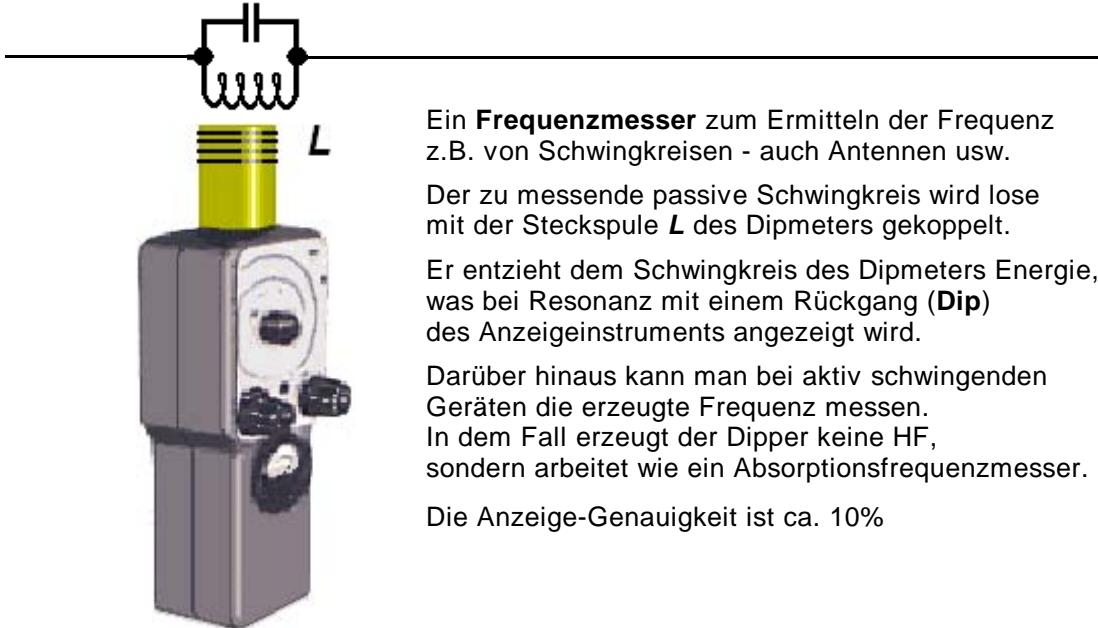 L
Ein Frequenzmesser zum Ermitteln der Frequenz
z.B. von Schwingkreisen - auch Antennen usw.
Der zu messende passive Schwingkreis wird lose
mit der Steckspule L des Dipmeters gekoppelt.
Er entzieht dem Schwingkreis des Dipmeters Energie,
was bei Resonanz mit einem Rückgang (Dip)
des Anzeigeinstruments angezeigt wird.
Darüber hinaus kann man bei aktiv schwingenden
Geräten die erzeugte Frequenz messen.
In dem Fall erzeugt der Dipper keine HF,
sondern arbeitet wie ein Absorptionsfrequenzmesser.
Die Anzeige-Genauigkeit ist ca. 10%